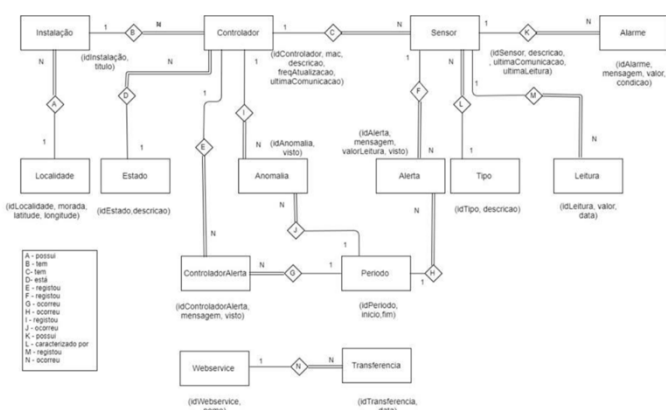 Instalação
1
B
N
Controlador
1
C
N
Sensor
1
K
N
Alarme
(idInstalação,
titulo)
(idControlador, mac,
descricao,
freqAtualizacao,
ultimaComunicacao)
(idSensor, descricao,
, ultimaComunicacao,
ultimaLeitura)
(idAlarme,
mensagem, valor,
condicao)
N
N
1
1
1
N
1
A
D
I
F
L
M
E
(idAnomalia,
visto)
(idAlerta,
mensagem,
valorLeitura, visto)
1
1
N
N
1
N
Localidade
Estado
Anomalia
Alerta
Tipo
Leitura
(idLocalidade, morada,
latitude, longitude)
(idEstado,descricao)
(idTipo, descricao)
(idLeitura, valor,
data)
N
N
J
N
1
A - possui
B - tem
C- tem
D- está
E - registou
F - registou
G - ocorreu
H - ocorreu
I - registou
J - ocorreu
K - possui
L - caracterizado por
M - registou
N - ocorreu
ControladorAlerta
N
G
1
Periodo
1
H
(idControladorAlerta,
mensagem, visto)
(idPeriodo,
inicio,fim)
Webservice
1
N
N
Transferencia
(idWebservice,
(idTransferencia,